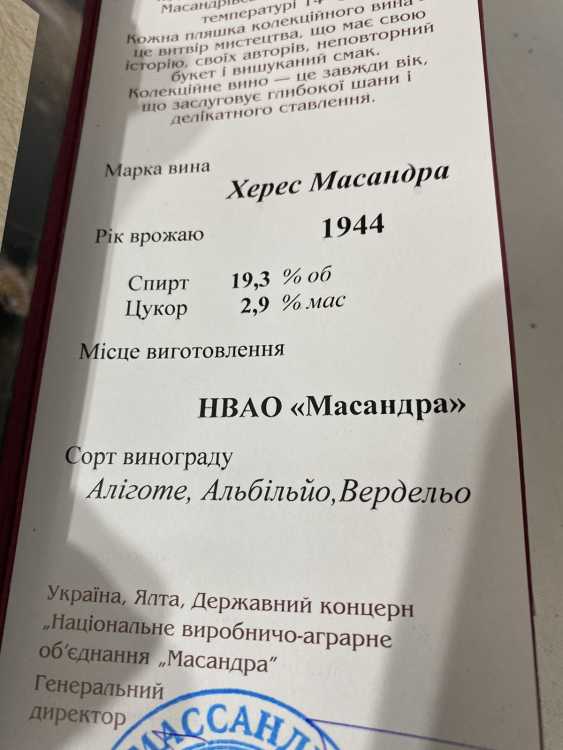 температурі 14
Кожна пляшка колекційного вина –
це витвір мистецтва, що має свою
історію, своїх авторів, неповторний
букет і вишуканий смак.
Колекційне вино — це завжди вік,
що заслуговує глибокої шани і
делікатного ставлення.
Марка вина
Херес Масандра
Рік врожаю
1944
Спирт 19,3 % об
Цукор 2,9 % мас
Місце виготовлення
НВАО «Масандра»
Сорт винограду
Аліготе, Альбільйо,Вердельо
Україна, Ялта, Державний концерн
„Національне виробничо-аграрне
об’єднання „Масандра”
Генеральний
директор
МАССАНД